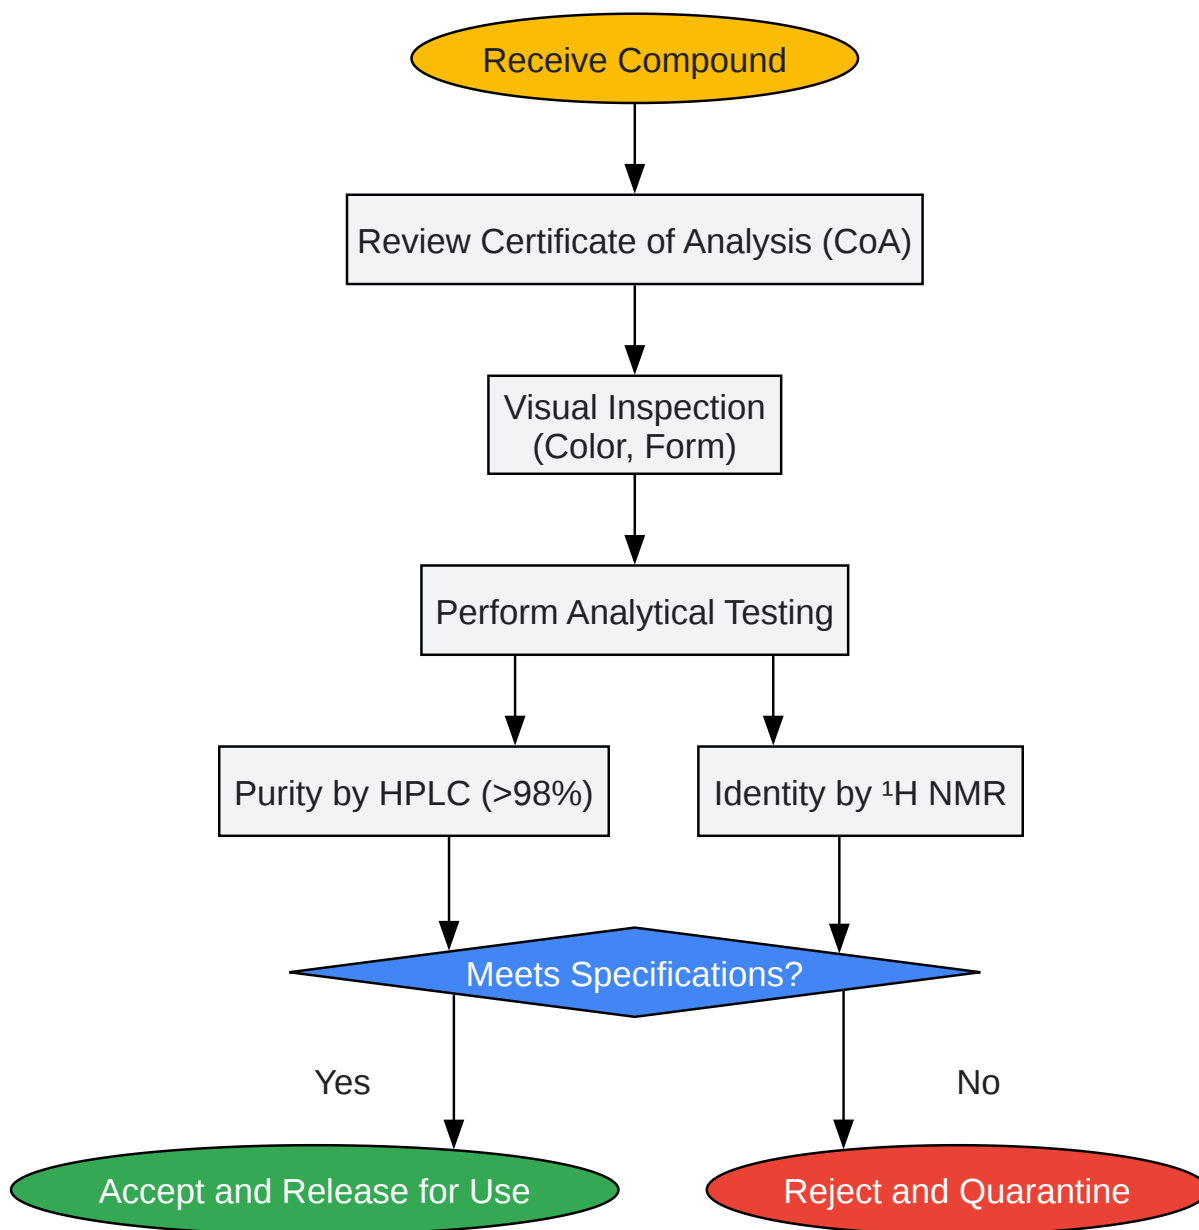 Receive Compound
Review Certificate of Analysis (CoA)
Visual Inspection
(Color, Form)
Perform Analytical Testing
Purity by HPLC (>98%)
Identity by ¹H NMR
Meets Specifications?
Yes
No
Accept and Release for Use
Reject and Quarantine